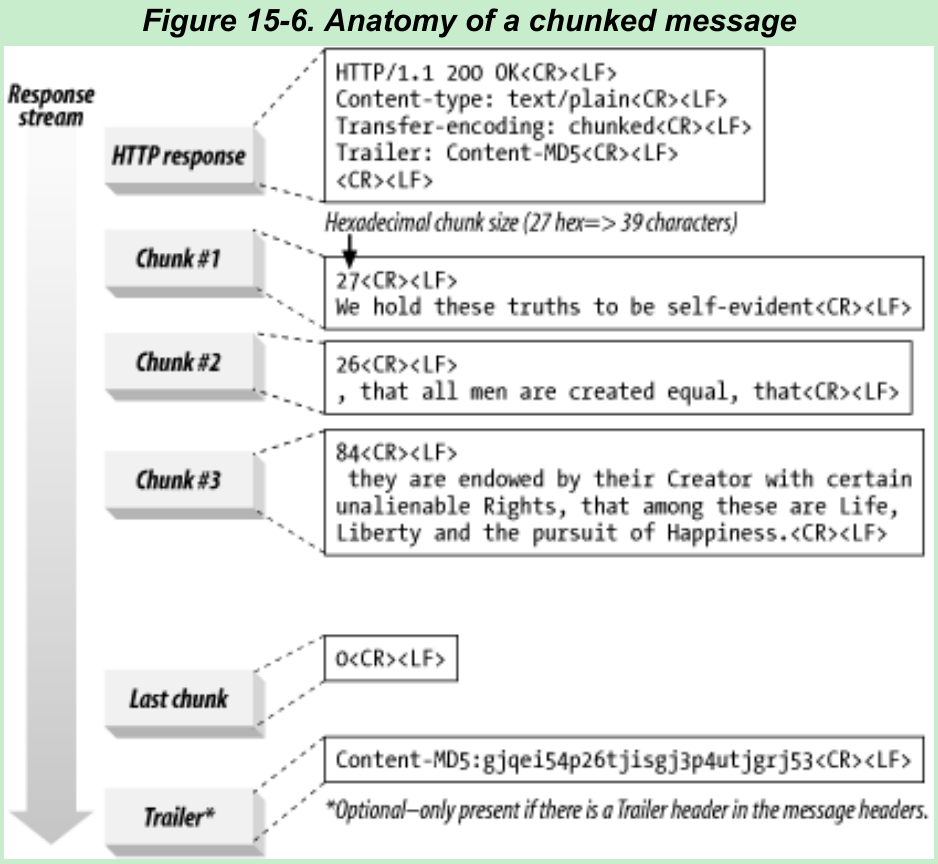 Figure 15-6. Anatomy of a chunked message
Response
stream
HTTP response
HTTP/1.1 200 OK<CR><LF>
Content-type: text/plain<CR><LF>
Transfer-encoding: chunked<CR><LF>
Trailer: Content-MD5<CR><LF>
<CR><LF>
Hexadecimal chunk size (27 hex=> 39 characters)
Chunk #1
27<CR><LF>
We hold these truths to be self-evident<CR><LF>
Chunk #2
26<CR><LF>
, that all men are created equal, that<CR><LF>
Chunk #3
84<CR><LF>
they are endowed by their Creator with certain
unalienable Rights, that among these are Life,
Liberty and the pursuit of Happiness.<CR><LF>
Last chunk
0<CR><LF>
Trailer*
Content-MD5:gjqei54p26tjisgj3p4utjgrj53<CR><LF>
*Optional—only present if there is a Trailer header in the message headers.